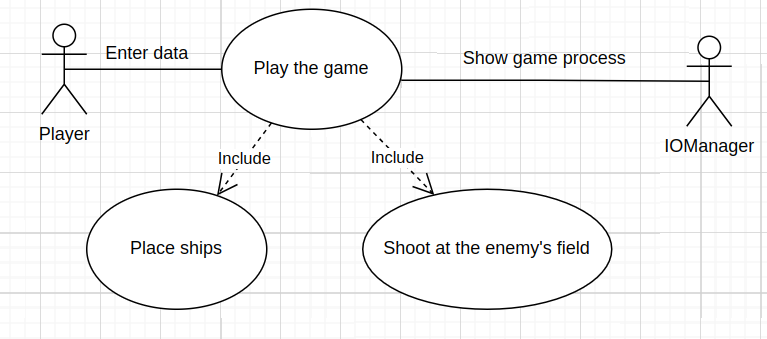 Enter data
Play the game
Show game process
Player
IOManager
Include
Include
Place ships
Shoot at the enemy's field